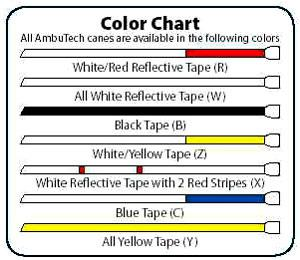 Color Chart
All AmbuTech canes are available in the following colors
White/Red Reflective Tape (R)
All White Reflective Tape (W)
Black Tape (B)
White/Yellow Tape (Z)
White Reflective Tape with 2 Red Stripes (X)
Blue Tape (C)
All Yellow Tape (Y)